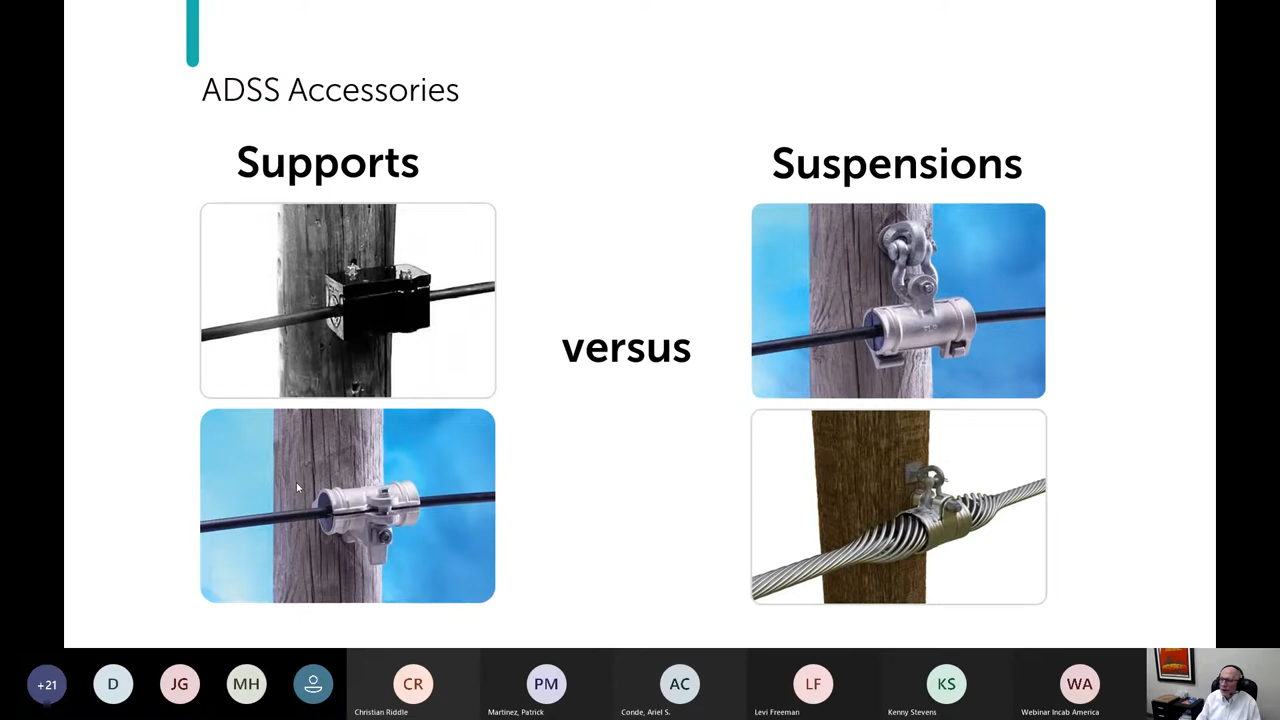 ADSS Accessories
Supports
Suspensions
versus
+21
D
JG
MH
CR
PM
AC
LF
KS
WA
Christian Riddle
Martinez, Patrick
Conde, Ariel S.
Levi Freeman
Kenny Stevens
Webinar Incab America